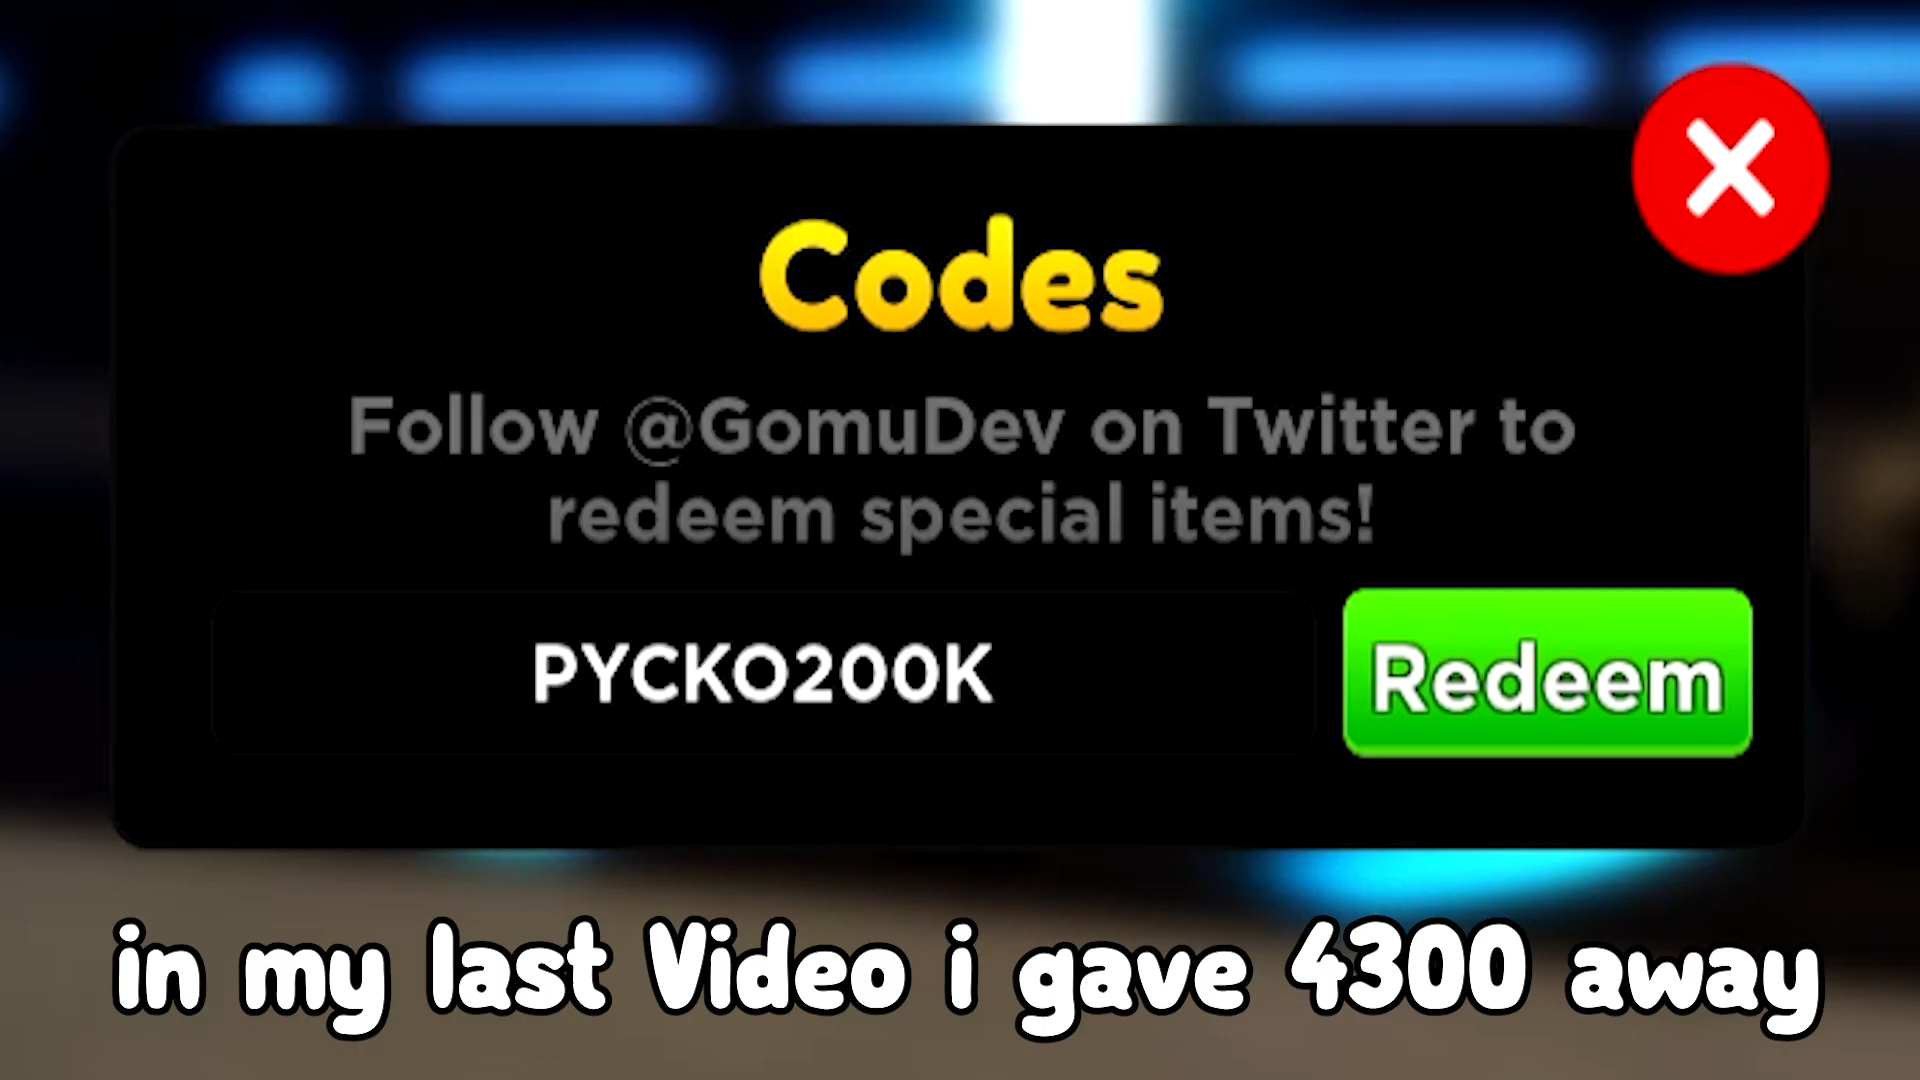 Codes
Follow @GomuDev on Twitter to
redeem special items!
PYCKO200K
Redeem
in my last Video i gave 4300 away